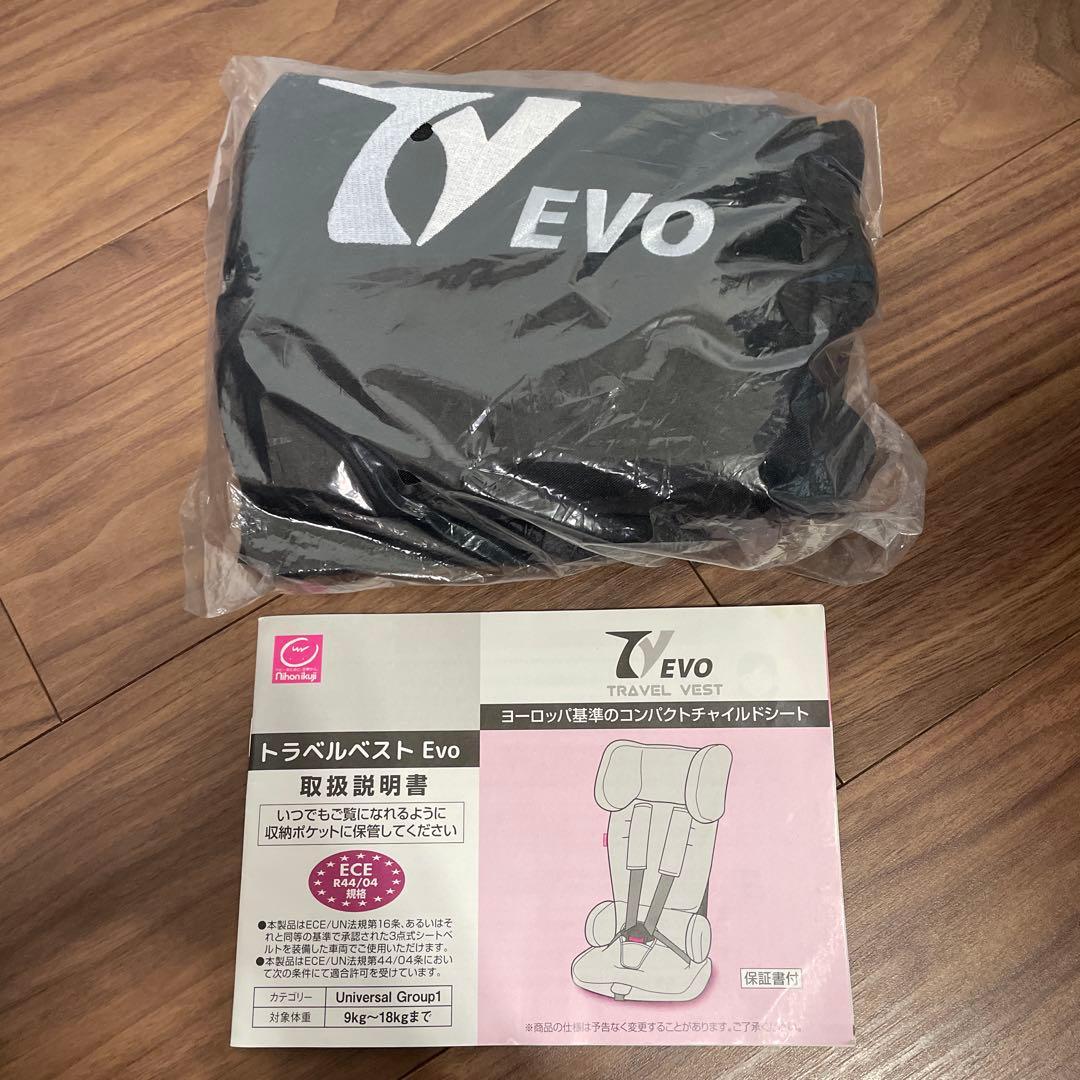 TV EVO
Nihon ikuji
トラベルベスト Evo
取扱説明書
いつでもご覧になれるように
収納ポケットに保管してください
ECE
R44/04
規格
●本製品はECE/UN法規第16条、あるいはそ
れと同等の基準で承認された3点式シートベ
ルトを装備した車両でご使用いただけます。
●本製品はECE/UN法規第44/04条におい
て次の条件にて適合許可を受けています。
カテゴリー Universal Group1
対象体重 9kg～18kgまで
TV EVO
TRAVEL VEST
ヨーロッパ基準のコンパクトチャイルドシート
保証書付
※商品の仕様は予告なく変更することがあります。ご了承ください。